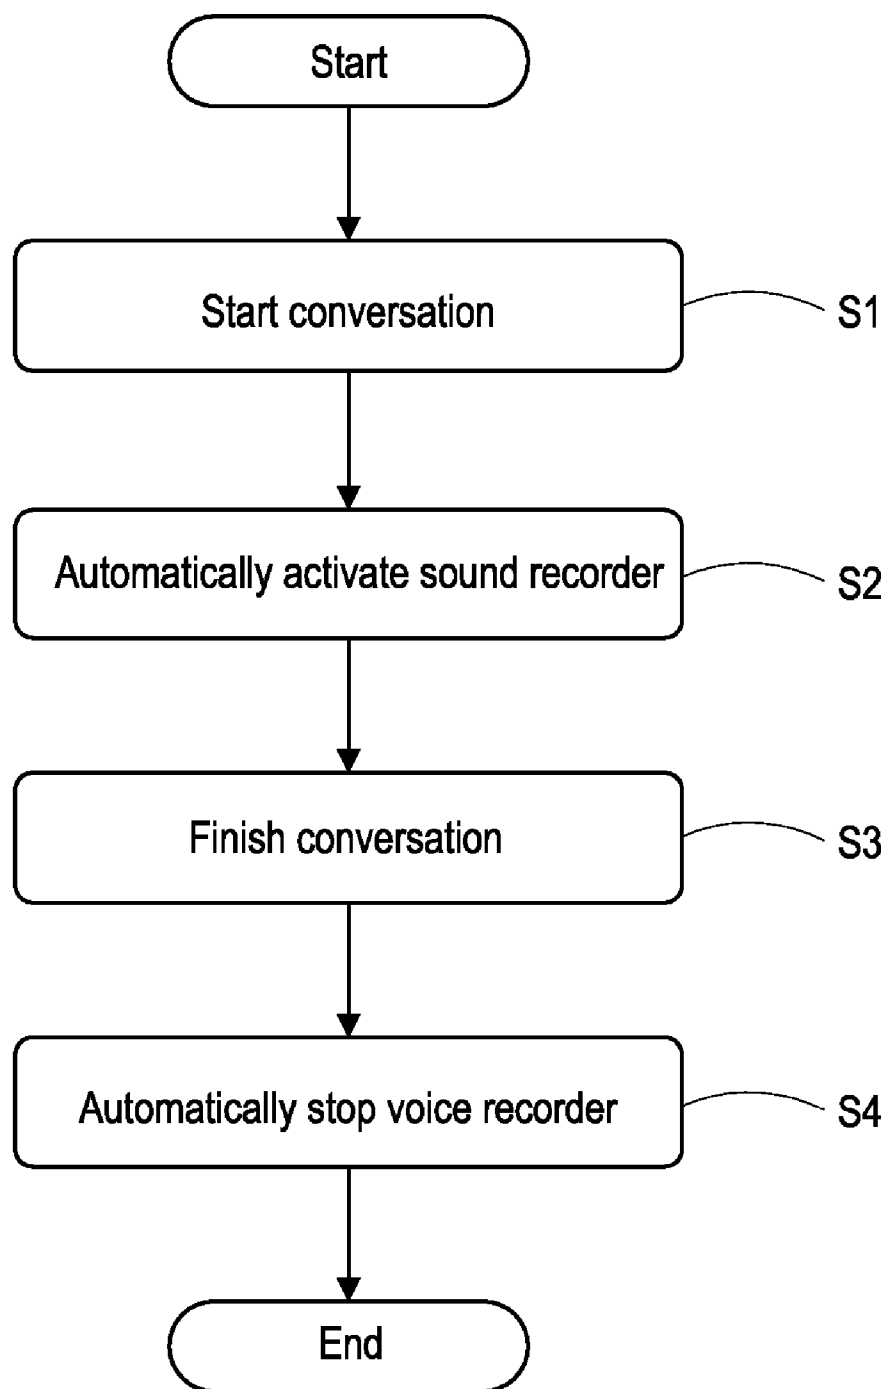 Start
Start conversation
S1
Automatically activate sound recorder
S2
Finish conversation
S3
Automatically stop voice recorder
S4
End